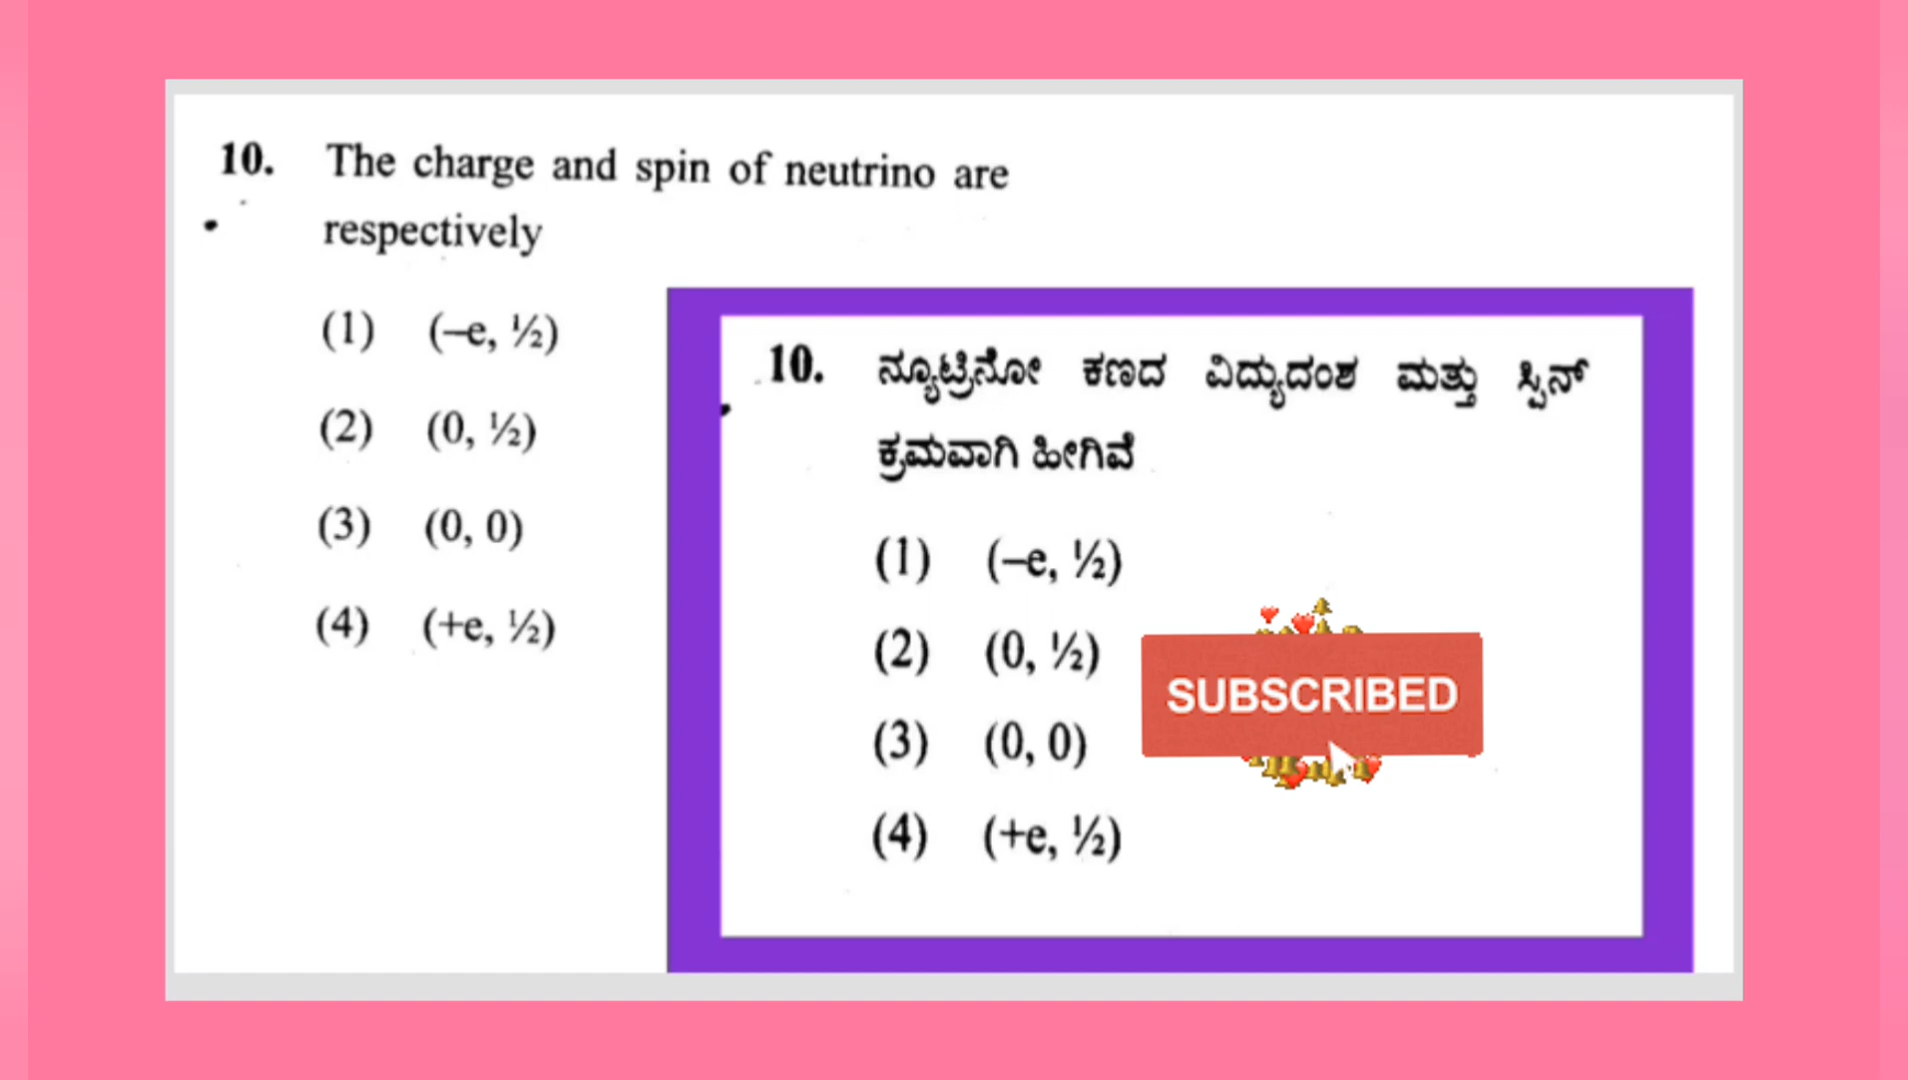 10. The charge and spin of neutrino are
respectively
(1) (–e, ½)
(2) (0, ½)
(3) (0, 0)
(4) (+e, ½)
10. ನ್ಯೂಟ್ರಿನೋ ಕಣದ ವಿದ್ಯುದಂಶ ಮತ್ತು ಸ್ಪಿನ್
ಕ್ರಮವಾಗಿ ಹೀಗಿವೆ
(1) (–e, ½)
(2) (0, ½)
(3) (0, 0)
(4) (+e, ½)
SUBSCRIBED